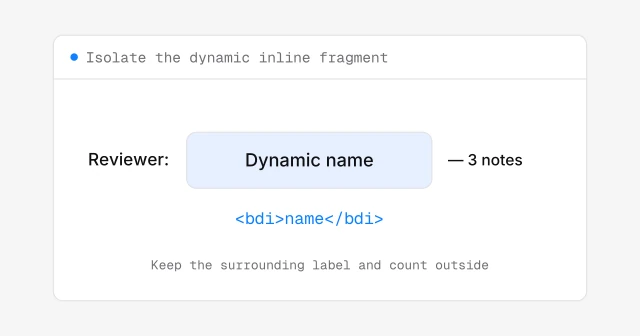 Isolate the dynamic inline fragment
Reviewer: Dynamic name — 3 notes
<bdi>name</bdi>
Keep the surrounding label and count outside